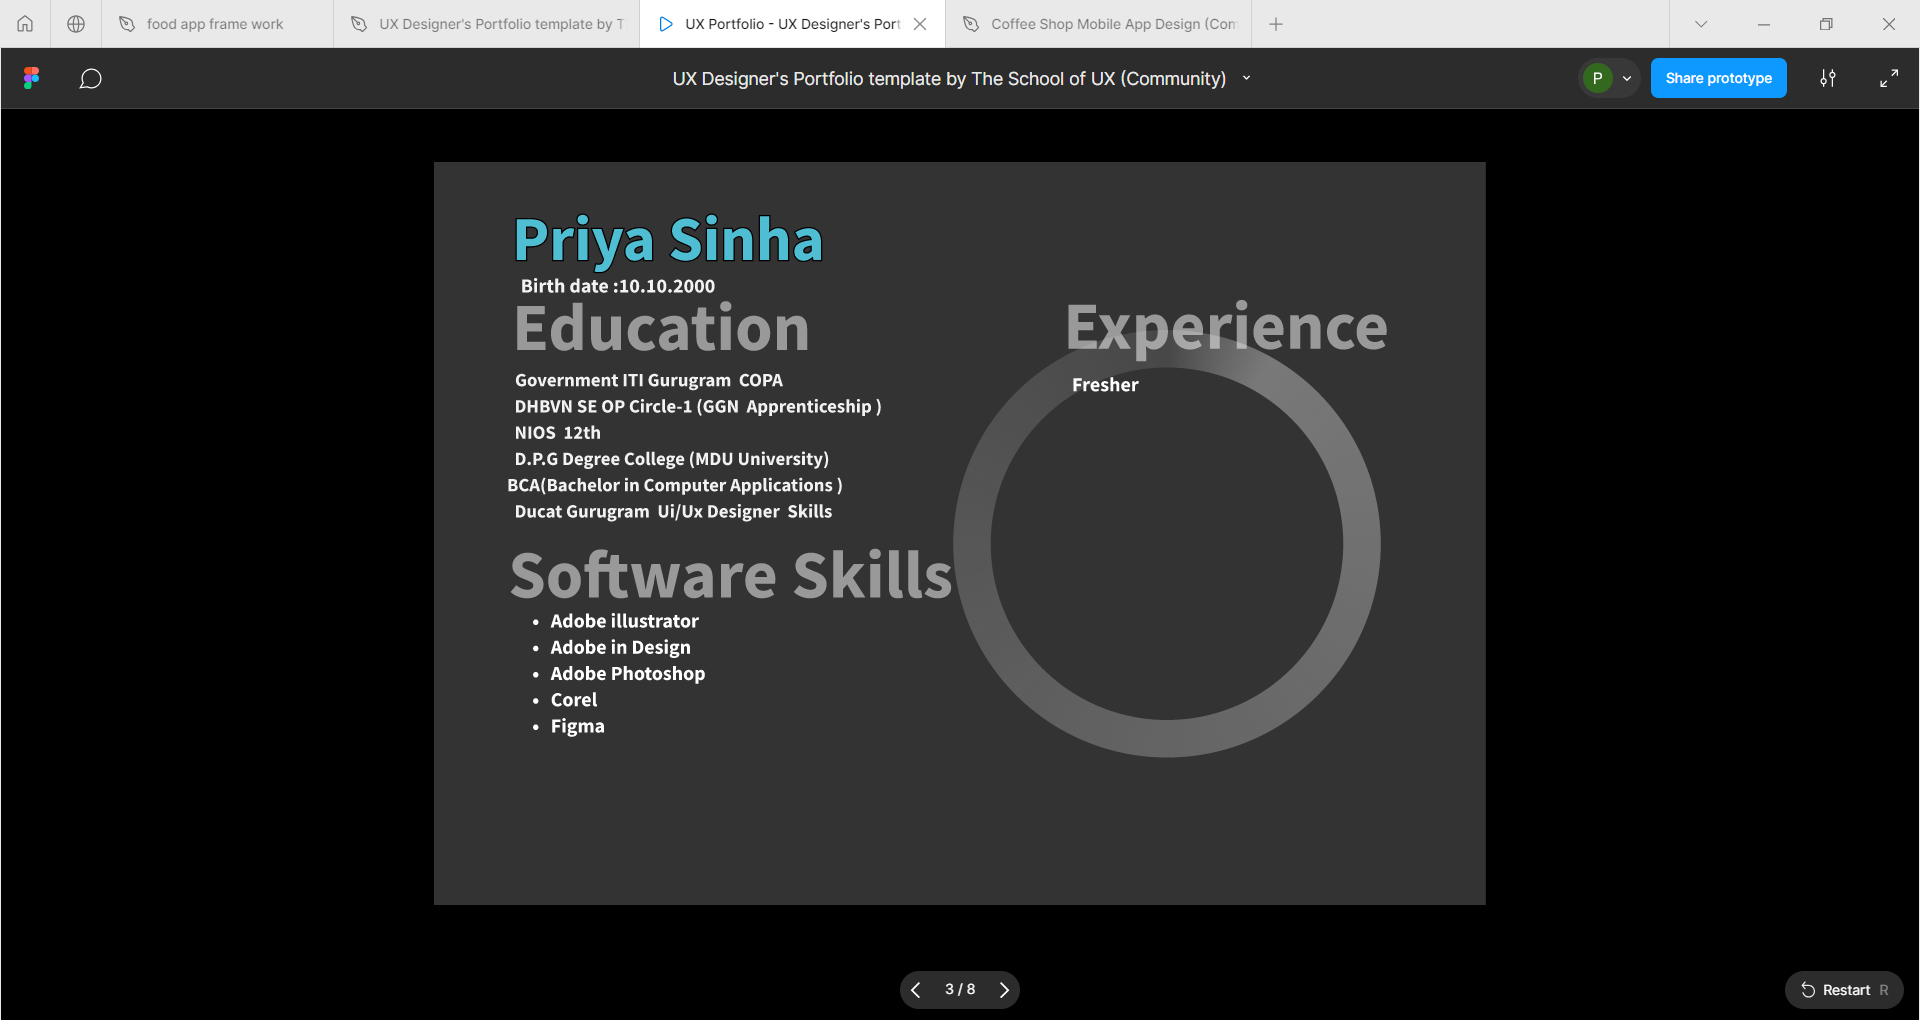 food app frame work
UX Designer's Portfolio template by T
UX Portfolio - UX Designer's Port
Coffee Shop Mobile App Design (Com
UX Designer's Portfolio template by The School of UX (Community)
P
Share prototype
Priya Sinha
Birth date :10.10.2000
Education
Government ITI Gurugram  COPA
DHBVN SE OP Circle-1 (GGN  Apprenticeship )
NIOS  12th
D.P.G Degree College (MDU University)
BCA(Bachelor in Computer Applications )
Ducat Gurugram  Ui/Ux Designer  Skills
Experience
Fresher
Software Skills
• Adobe illustrator
• Adobe in Design
• Adobe Photoshop
• Corel
• Figma
3 / 8
Restart R